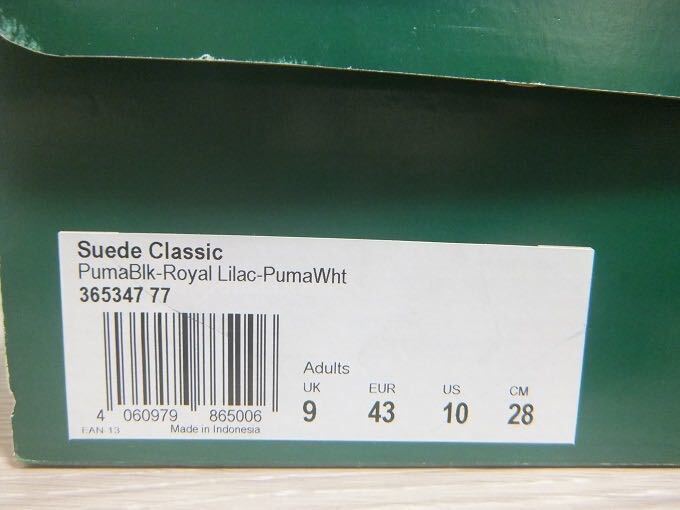 Suede Classic
PumaBlk-Royal Lilac-PumaWht
365347 77
Adults
UK EUR US CM
9 43 10 28
4 060979 865006
EAN 13 Made in Indonesia